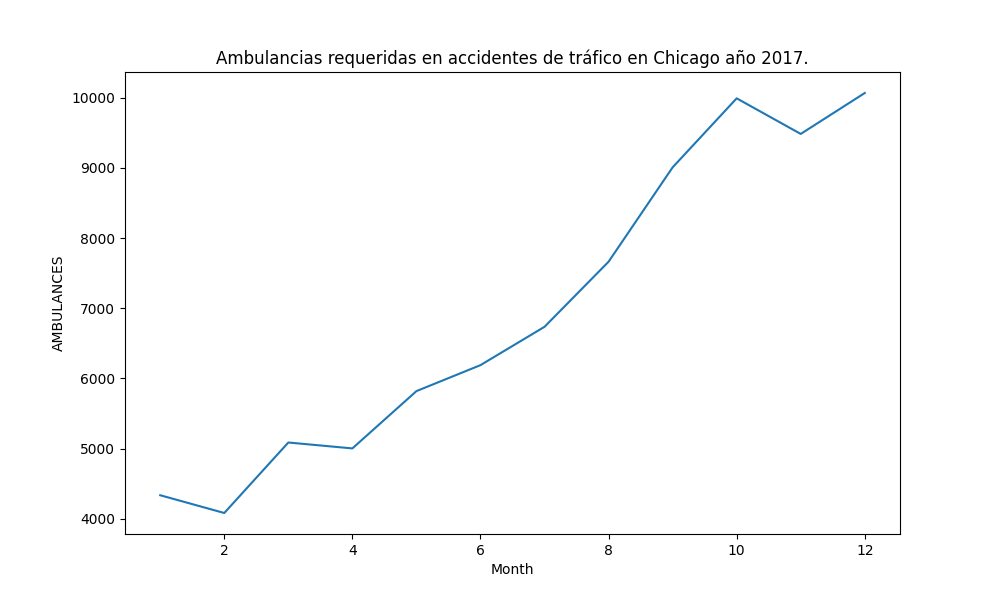 Ambulancias requeridas en accidentes de tráfico en Chicago año 2017.
10000
9000
8000
7000
6000
5000
4000
AMBULANCES
2 4 6 8 10 12
Month